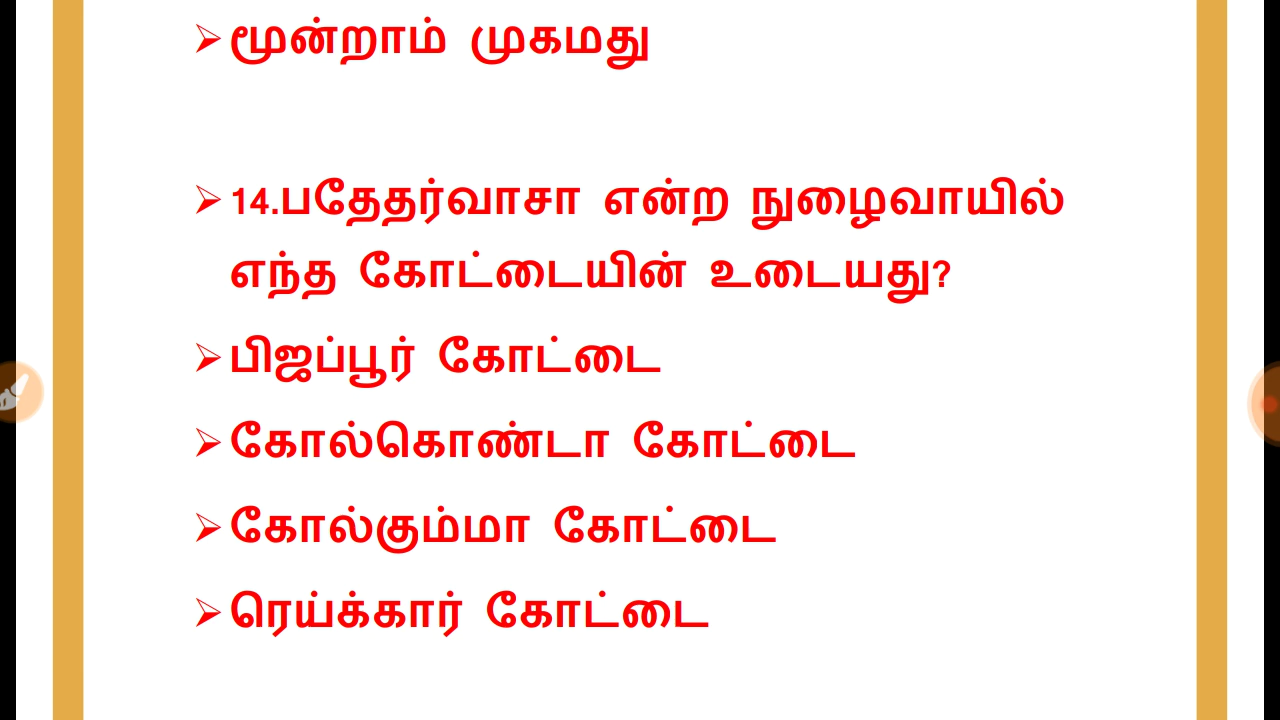 ➢மூன்றாம் முகமது
➢14.பதேதர்வாசா என்ற நுழைவாயில்
எந்த கோட்டையின் உடையது?
➢பிஜப்பூர் கோட்டை
➢கோல்கொண்டா கோட்டை
➢கோல்கும்மா கோட்டை
➢ரெய்க்கார் கோட்டை